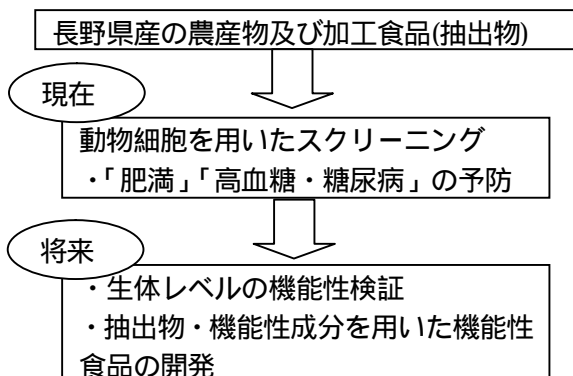 長野県産の農産物及び加工食品(抽出物)
現在
動物細胞を用いたスクリーニング
・「肥満」「高血糖・糖尿病」の予防
将来
・生体レベルの機能性検証
・抽出物・機能性成分を用いた機能性
食品の開発